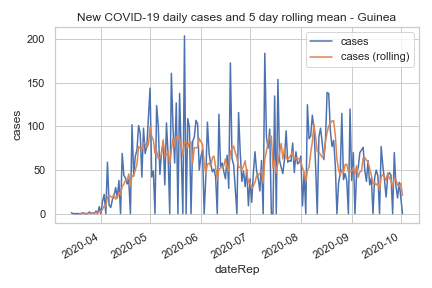 New COVID-19 daily cases and 5 day rolling mean - Guinea
cases
cases (rolling)
200
150
100
50
0
cases
2020-04
2020-05
2020-06
2020-07
2020-08
2020-09
2020-10
dateRep